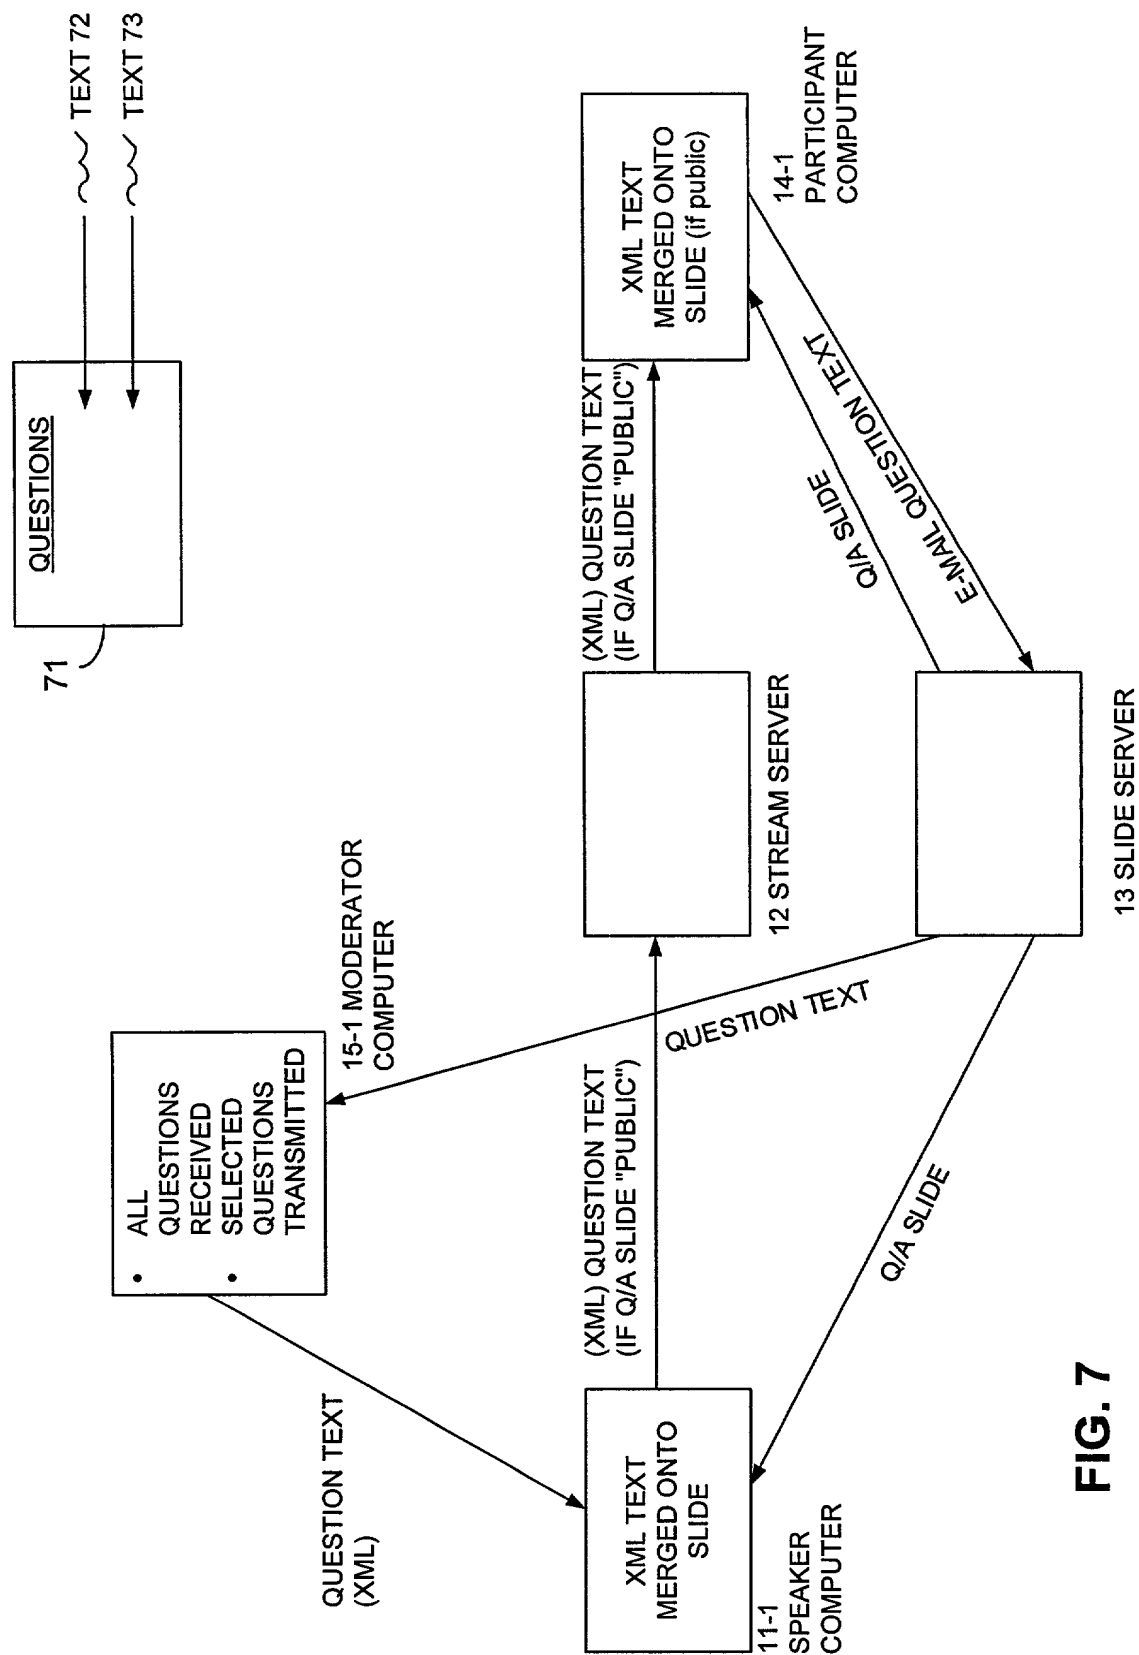 QUESTIONS
TEXT 72
TEXT 73
71
• ALL
QUESTIONS
RECEIVED
• SELECTED
QUESTIONS
TRANSMITTED
15-1 MODERATOR
COMPUTER
QUESTION TEXT
(XML)
XML TEXT
MERGED ONTO
SLIDE
11-1
SPEAKER
COMPUTER
(XML) QUESTION TEXT
(IF Q/A SLIDE "PUBLIC")
12 STREAM SERVER
(XML) QUESTION TEXT
(IF Q/A SLIDE "PUBLIC")
XML TEXT
MERGED ONTO
SLIDE (if public)
14-1
PARTICIPANT
COMPUTER
QUESTION TEXT
Q/A SLIDE
Q/A SLIDE
E-MAIL QUESTION TEXT
13 SLIDE SERVER
FIG. 7